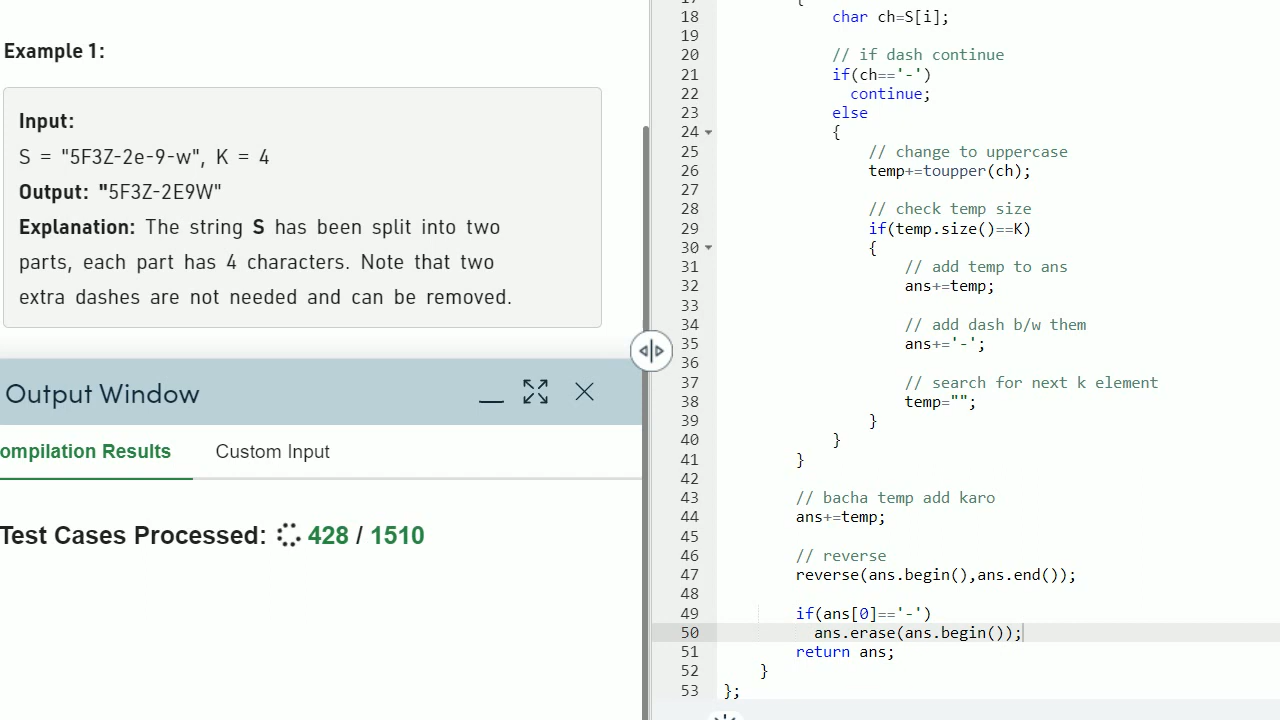 Example 1:
Input:
S = "5F3Z-2e-9-w", K = 4
Output: "5F3Z-2E9W"
Explanation: The string S has been split into two
parts, each part has 4 characters. Note that two
extra dashes are not needed and can be removed.
Output Window
ompilation Results Custom Input
Test Cases Processed: 428 / 1510
17 {
18 char ch=S[i];
19
20 // if dash continue
21 if(ch=='-')
22 continue;
23 else
24 {
25 // change to uppercase
26 temp+=toupper(ch);
27
28 // check temp size
29 if(temp.size()==K)
30 {
31 // add temp to ans
32 ans+=temp;
33
34 // add dash b/w them
35 ans+='-';
36
37 // search for next k element
38 temp="";
39 }
40 }
41 }
42
43 // bacha temp add karo
44 ans+=temp;
45
46 // reverse
47 reverse(ans.begin(),ans.end());
48
49 if(ans[0]=='-')
50 ans.erase(ans.begin());
51 return ans;
52 }
53 };